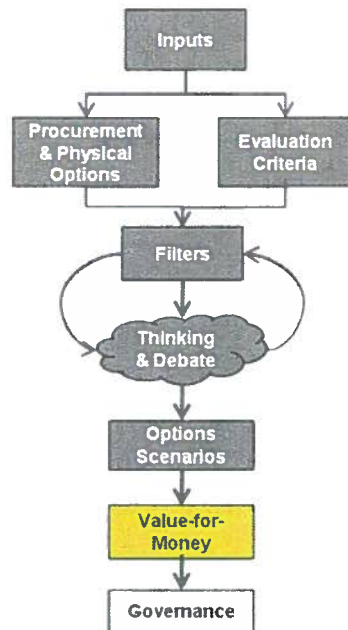 Inputs
Procurement
& Physical
Options
Evaluation
Criteria
Filters
Thinking
& Debate
Options
Scenarios
Value-for-
Money
Governance